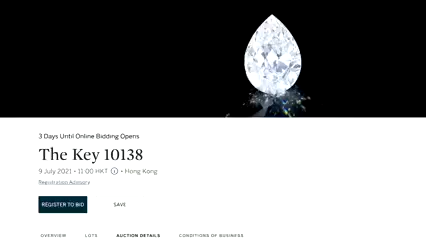 3 Days Until Online Bidding Opens
The Key 10138
9 July 2021 • 11:00 HKT ⓘ • Hong Kong
Registration Advisory
REGISTER TO BID SAVE
OVERVIEW LOTS AUCTION DETAILS CONDITIONS OF BUSINESS